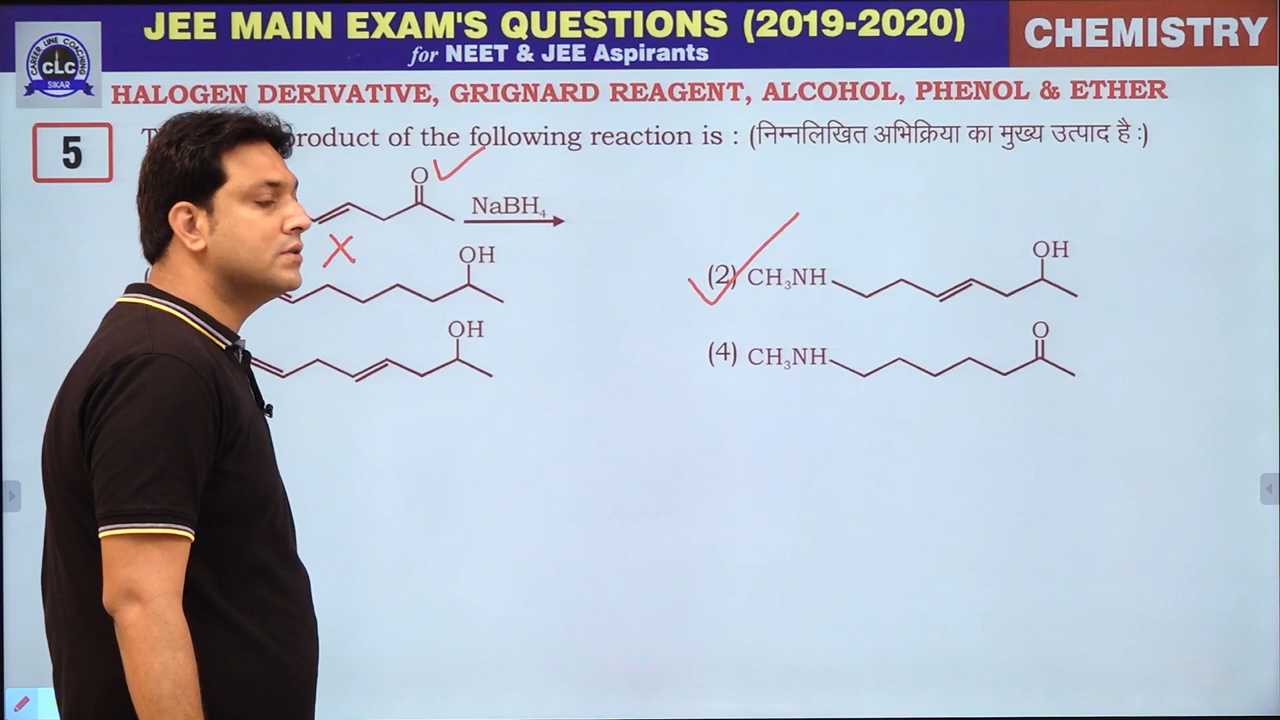 JEE MAIN EXAM'S QUESTIONS (2019-2020)
for NEET & JEE Aspirants
CHEMISTRY
CAREER LINE COACHING
CLC
SIKAR
HALOGEN DERIVATIVE, GRIGNARD REAGENT, ALCOHOL, PHENOL & ETHER
5
product of the following reaction is : (निम्नलिखित अभिक्रिया का मुख्य उत्पाद है :)
O
NaBH₄
OH
(2) CH₃NH OH
OH
(4) CH₃NH O